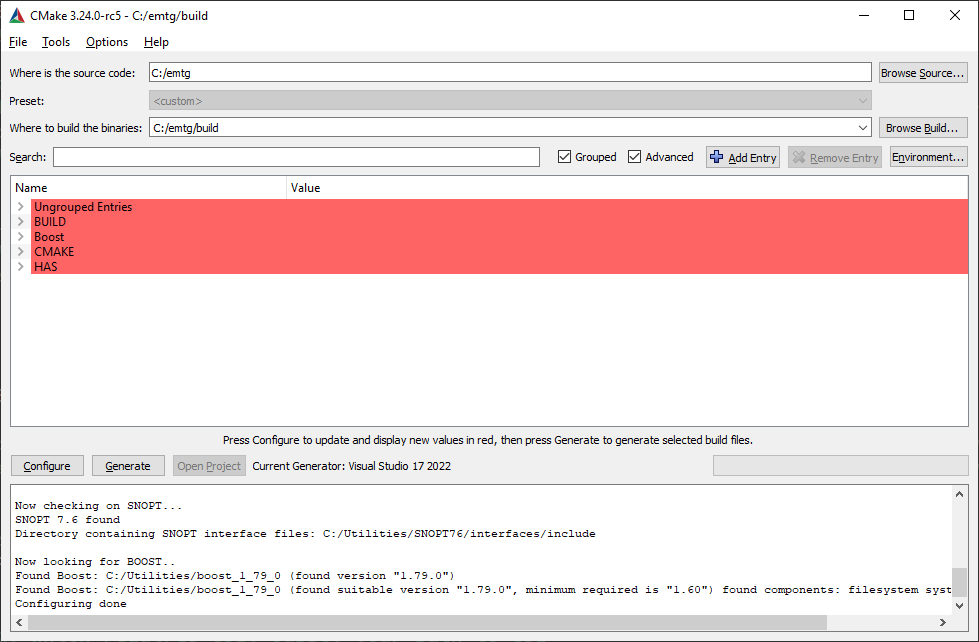 CMake 3.24.0-rc5 - C:/emtg/build
File Tools Options Help
Where is the source code: C:/emtg Browse Source...
Preset: <custom>
Where to build the binaries: C:/emtg/build Browse Build...
Search: Grouped Advanced Add Entry Remove Entry Environment...
Name Value
Ungrouped Entries
BUILD
Boost
CMAKE
HAS
Press Configure to update and display new values in red, then press Generate to generate selected build files.
Configure Generate Open Project Current Generator: Visual Studio 17 2022
Now checking on SNOPT...
SNOPT 7.6 found
Directory containing SNOPT interface files: C:/Utilities/SNOPT76/interfaces/include
Now looking for BOOST..
Found Boost: C:/Utilities/boost_1_79_0 (found version "1.79.0")
Found Boost: C:/Utilities/boost_1_79_0 (found suitable version "1.79.0", minimum required is "1.60") found components: filesystem syst
Configuring done